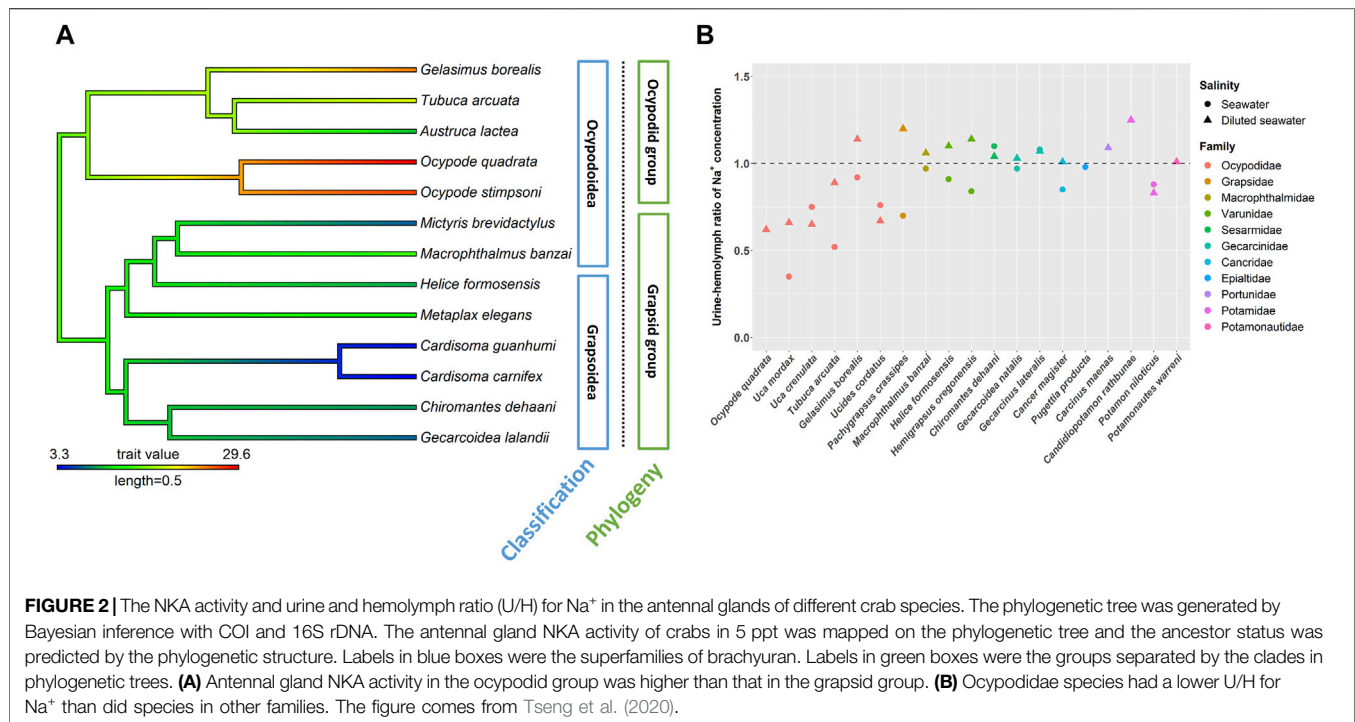 A
Gelasimus borealis
Tubuca arcuata
Austruca lactea
Ocypode quadrata
Ocypode stimpsoni
Mictyris brevidactylus
Macrophthalmus banzai
Helice formosensis
Metaplax elegans
Cardisoma guanhumi
Cardisoma carnifex
Chiromantes dehaani
Gecarcoidea lalandii
3.3 trait value 29.6
length=0.5
Ocypodoidea
Grapsoidea
Classification
Ocypodid group
Grapsid group
Phylogeny
B
Urine-hemolymph ratio of Na⁺ concentration
1.5
1.0
0.5
0.0
Ocypode quadrata
Uca mordax
Uca crenulata
Tubuca arcuata
Gelasimus borealis
Ucides cordatus
Pachygrapsus crassipes
Macrophthalmus banzai
Helice formosensis
Hemigrapsus oregonensis
Chiromantes dehaani
Gecarcoidea natalis
Gecarcinus lateralis
Cancer magister
Pugettia producta
Carcinus maenas
Candidiopotamon rathbunae
Potamon niloticus
Potamonautes warreni
Salinity
Seawater
Diluted seawater
Family
Ocypodidae
Grapsidae
Macrophthalmidae
Varunidae
Sesarmidae
Gecarcinidae
Cancridae
Epialtidae
Portunidae
Potamidae
Potamonautidae
FIGURE 2 | The NKA activity and urine and hemolymph ratio (U/H) for Na⁺ in the antennal glands of different crab species. The phylogenetic tree was generated by
Bayesian inference with COI and 16S rDNA. The antennal gland NKA activity of crabs in 5 ppt was mapped on the phylogenetic tree and the ancestor status was
predicted by the phylogenetic structure. Labels in blue boxes were the superfamilies of brachyuran. Labels in green boxes were the groups separated by the clades in
phylogenetic trees. (A) Antennal gland NKA activity in the ocypodid group was higher than that in the grapsid group. (B) Ocypodidae species had a lower U/H for
Na⁺ than did species in other families. The figure comes from Tseng et al. (2020).